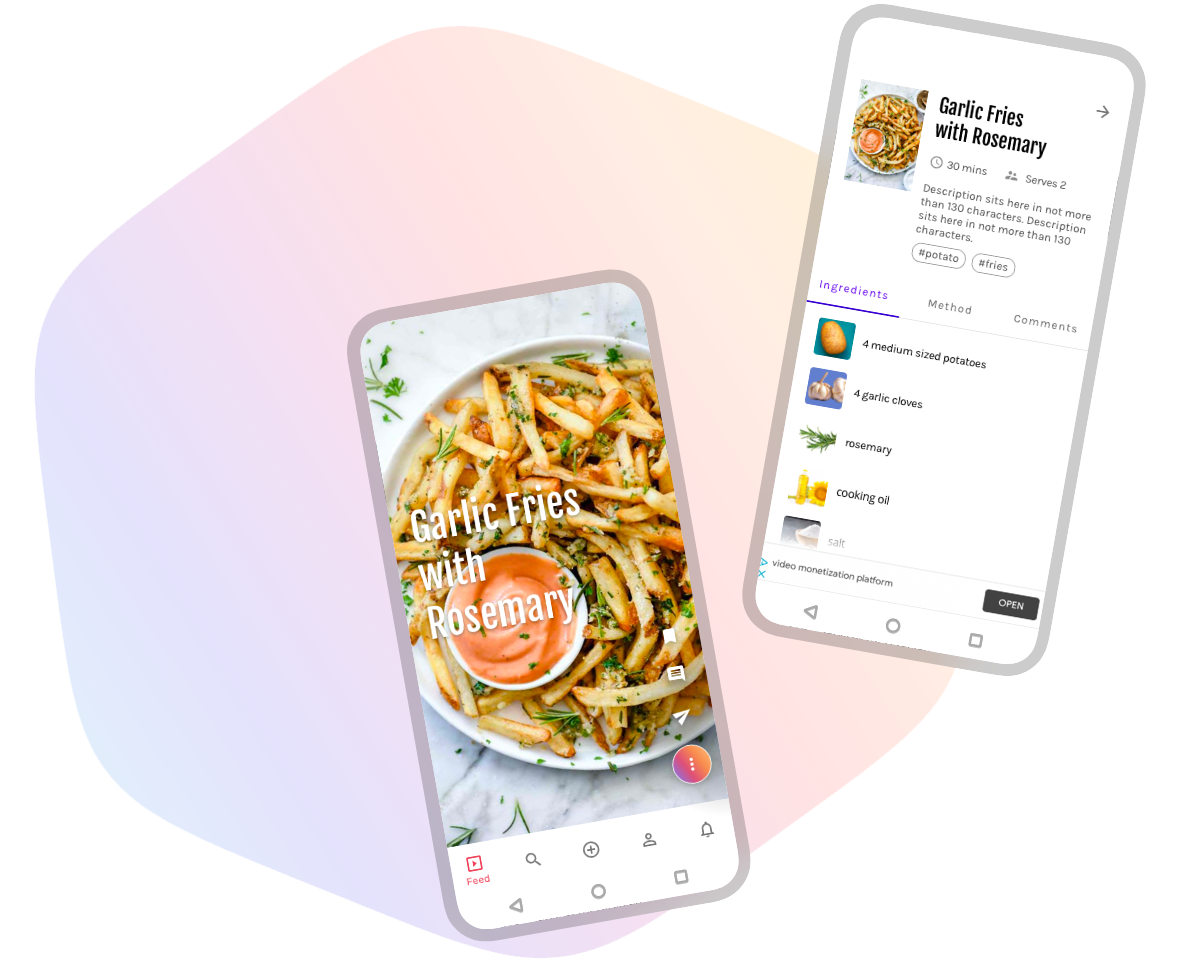 Garlic Fries
with
Rosemary
Feed
Garlic Fries
with Rosemary
30 mins
Serves 2
Description sits here in not more
than 130 characters. Description
sits here in not more than 130
characters.
#potato
#fries
Ingredients
Method
Comments
4 medium sized potatoes
4 garlic cloves
rosemary
cooking oil
salt
video monetization platform
OPEN